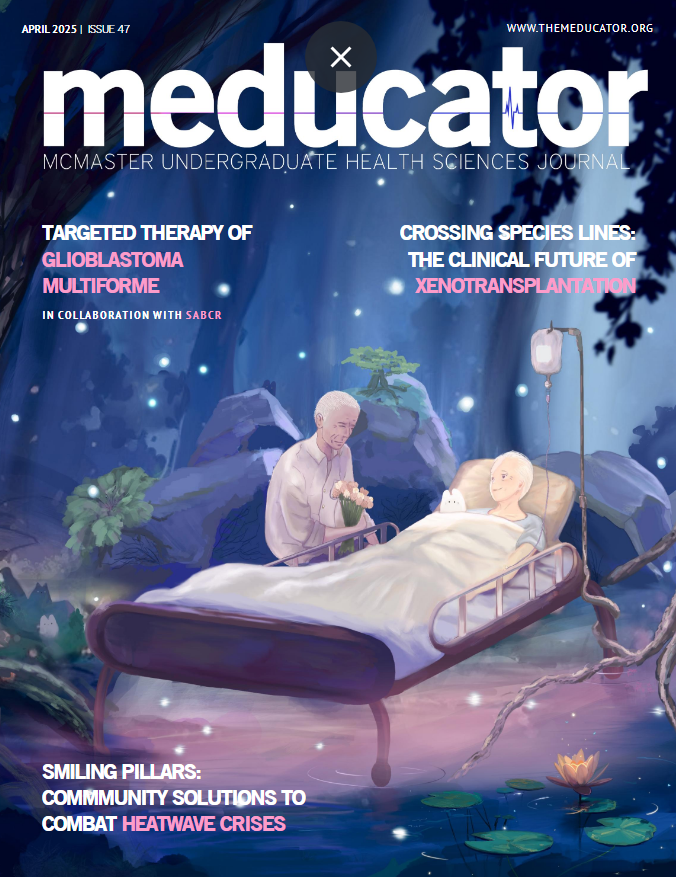 APRIL 2025 | ISSUE 47
WWW.THEMEDUCATOR.ORG
meducator
MCMASTER UNDERGRADUATE HEALTH SCIENCES JOURNAL
TARGETED THERAPY OF
GLIOBLASTOMA
MULTIFORME
IN COLLABORATION WITH SABCR
CROSSING SPECIES LINES:
THE CLINICAL FUTURE OF
XENOTRANSPLANTATION
SMILING PILLARS:
COMMMUNITY SOLUTIONS TO
COMBAT HEATWAVE CRISES